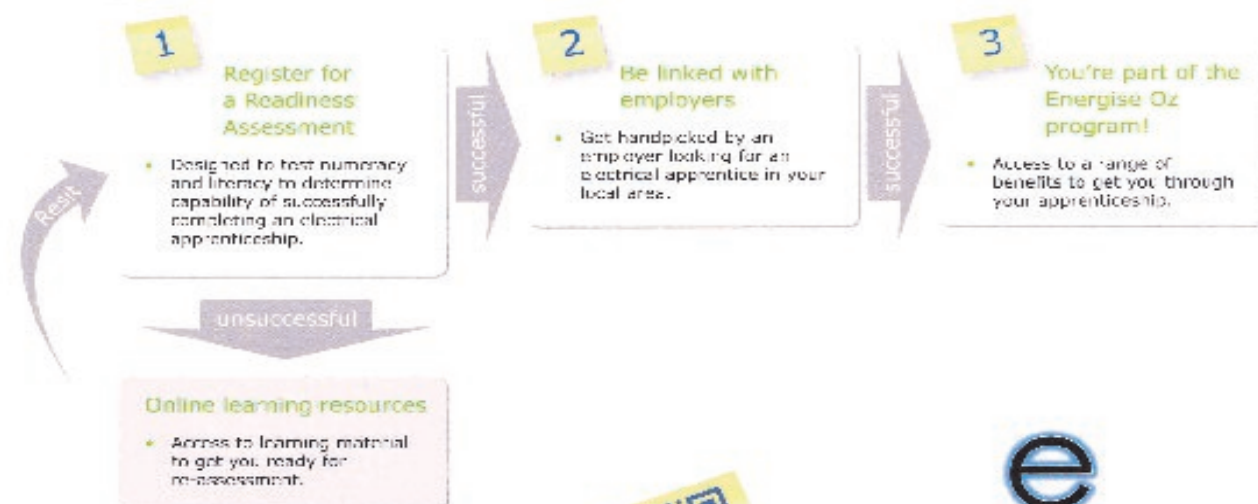 1
Register for
a Readiness
Assessment
• Designed to test numeracy
and literacy to determine
capability of successfully
completing an electrical
apprenticeship.
successful
2
Be linked with
employers
• Get handpicked by an
employer looking for an
electrical apprentice in your
local area.
successful
3
You're part of the
Energise Oz
program!
• Access to a range of
benefits to get you through
your apprenticeship.
Resit
unsuccessful
Online learning resources
• Access to learning material
to get you ready for
re-assessment.
e